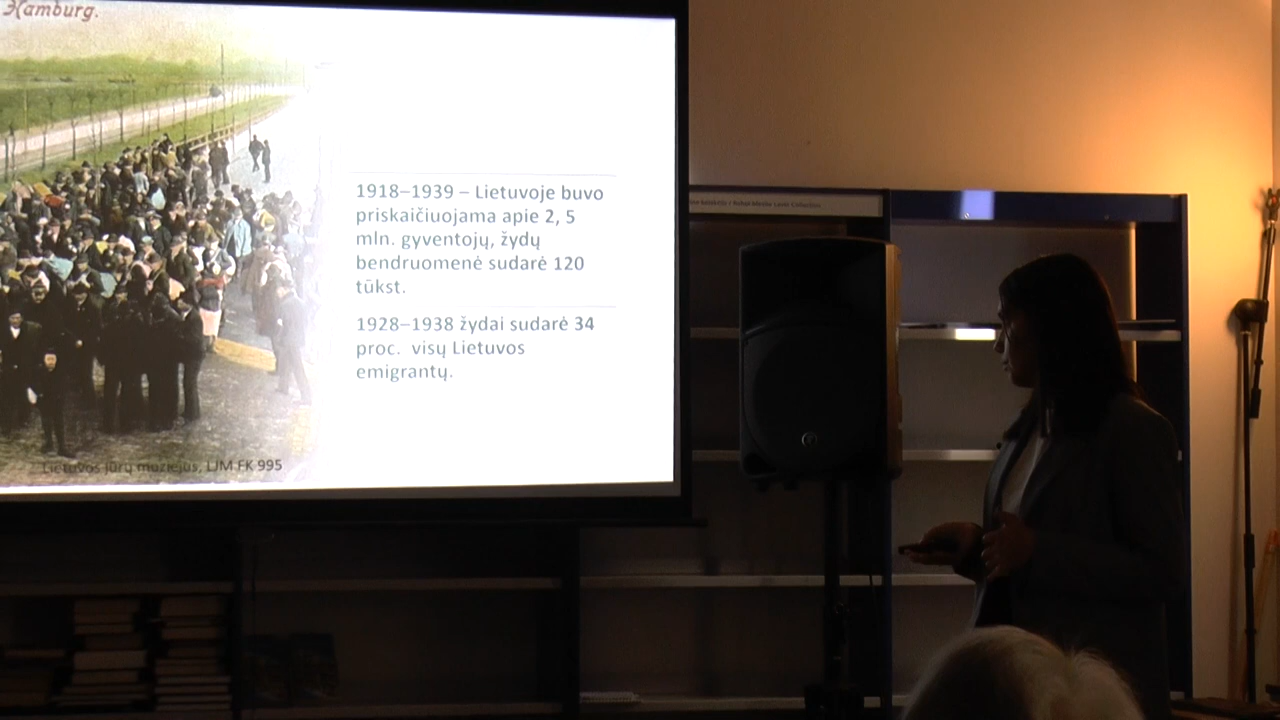 Hamburg.
1918–1939 – Lietuvoje buvo
priskaičiuojama apie 2, 5
mln. gyventojų, žydų
bendruomenė sudarė 120
tūkst.
1928–1938 žydai sudarė 34
proc. visų Lietuvos
emigrantų.
Lietuvos jūrų muziejus, LJM FK 995